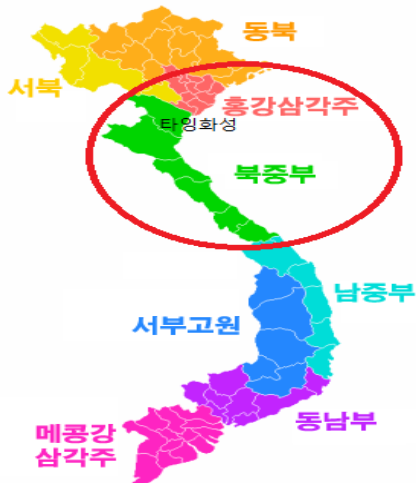 동북
서북
홍강삼각주
타잉화성
북중부
남중부
서부고원
동남부
메콩강
삼각주